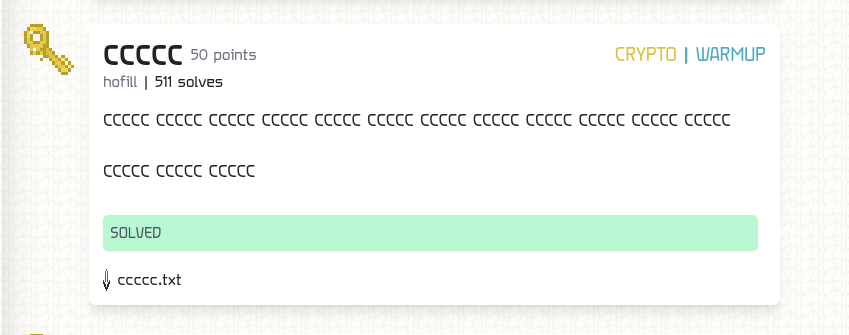 CCCCC 50 points CRYPTO | WARMUP
hofill | 511 solves
CCCCC CCCCC CCCCC CCCCC CCCCC CCCCC CCCCC CCCCC CCCCC CCCCC CCCCC CCCCC
CCCCC CCCCC CCCCC
SOLVED
ccccc.txt